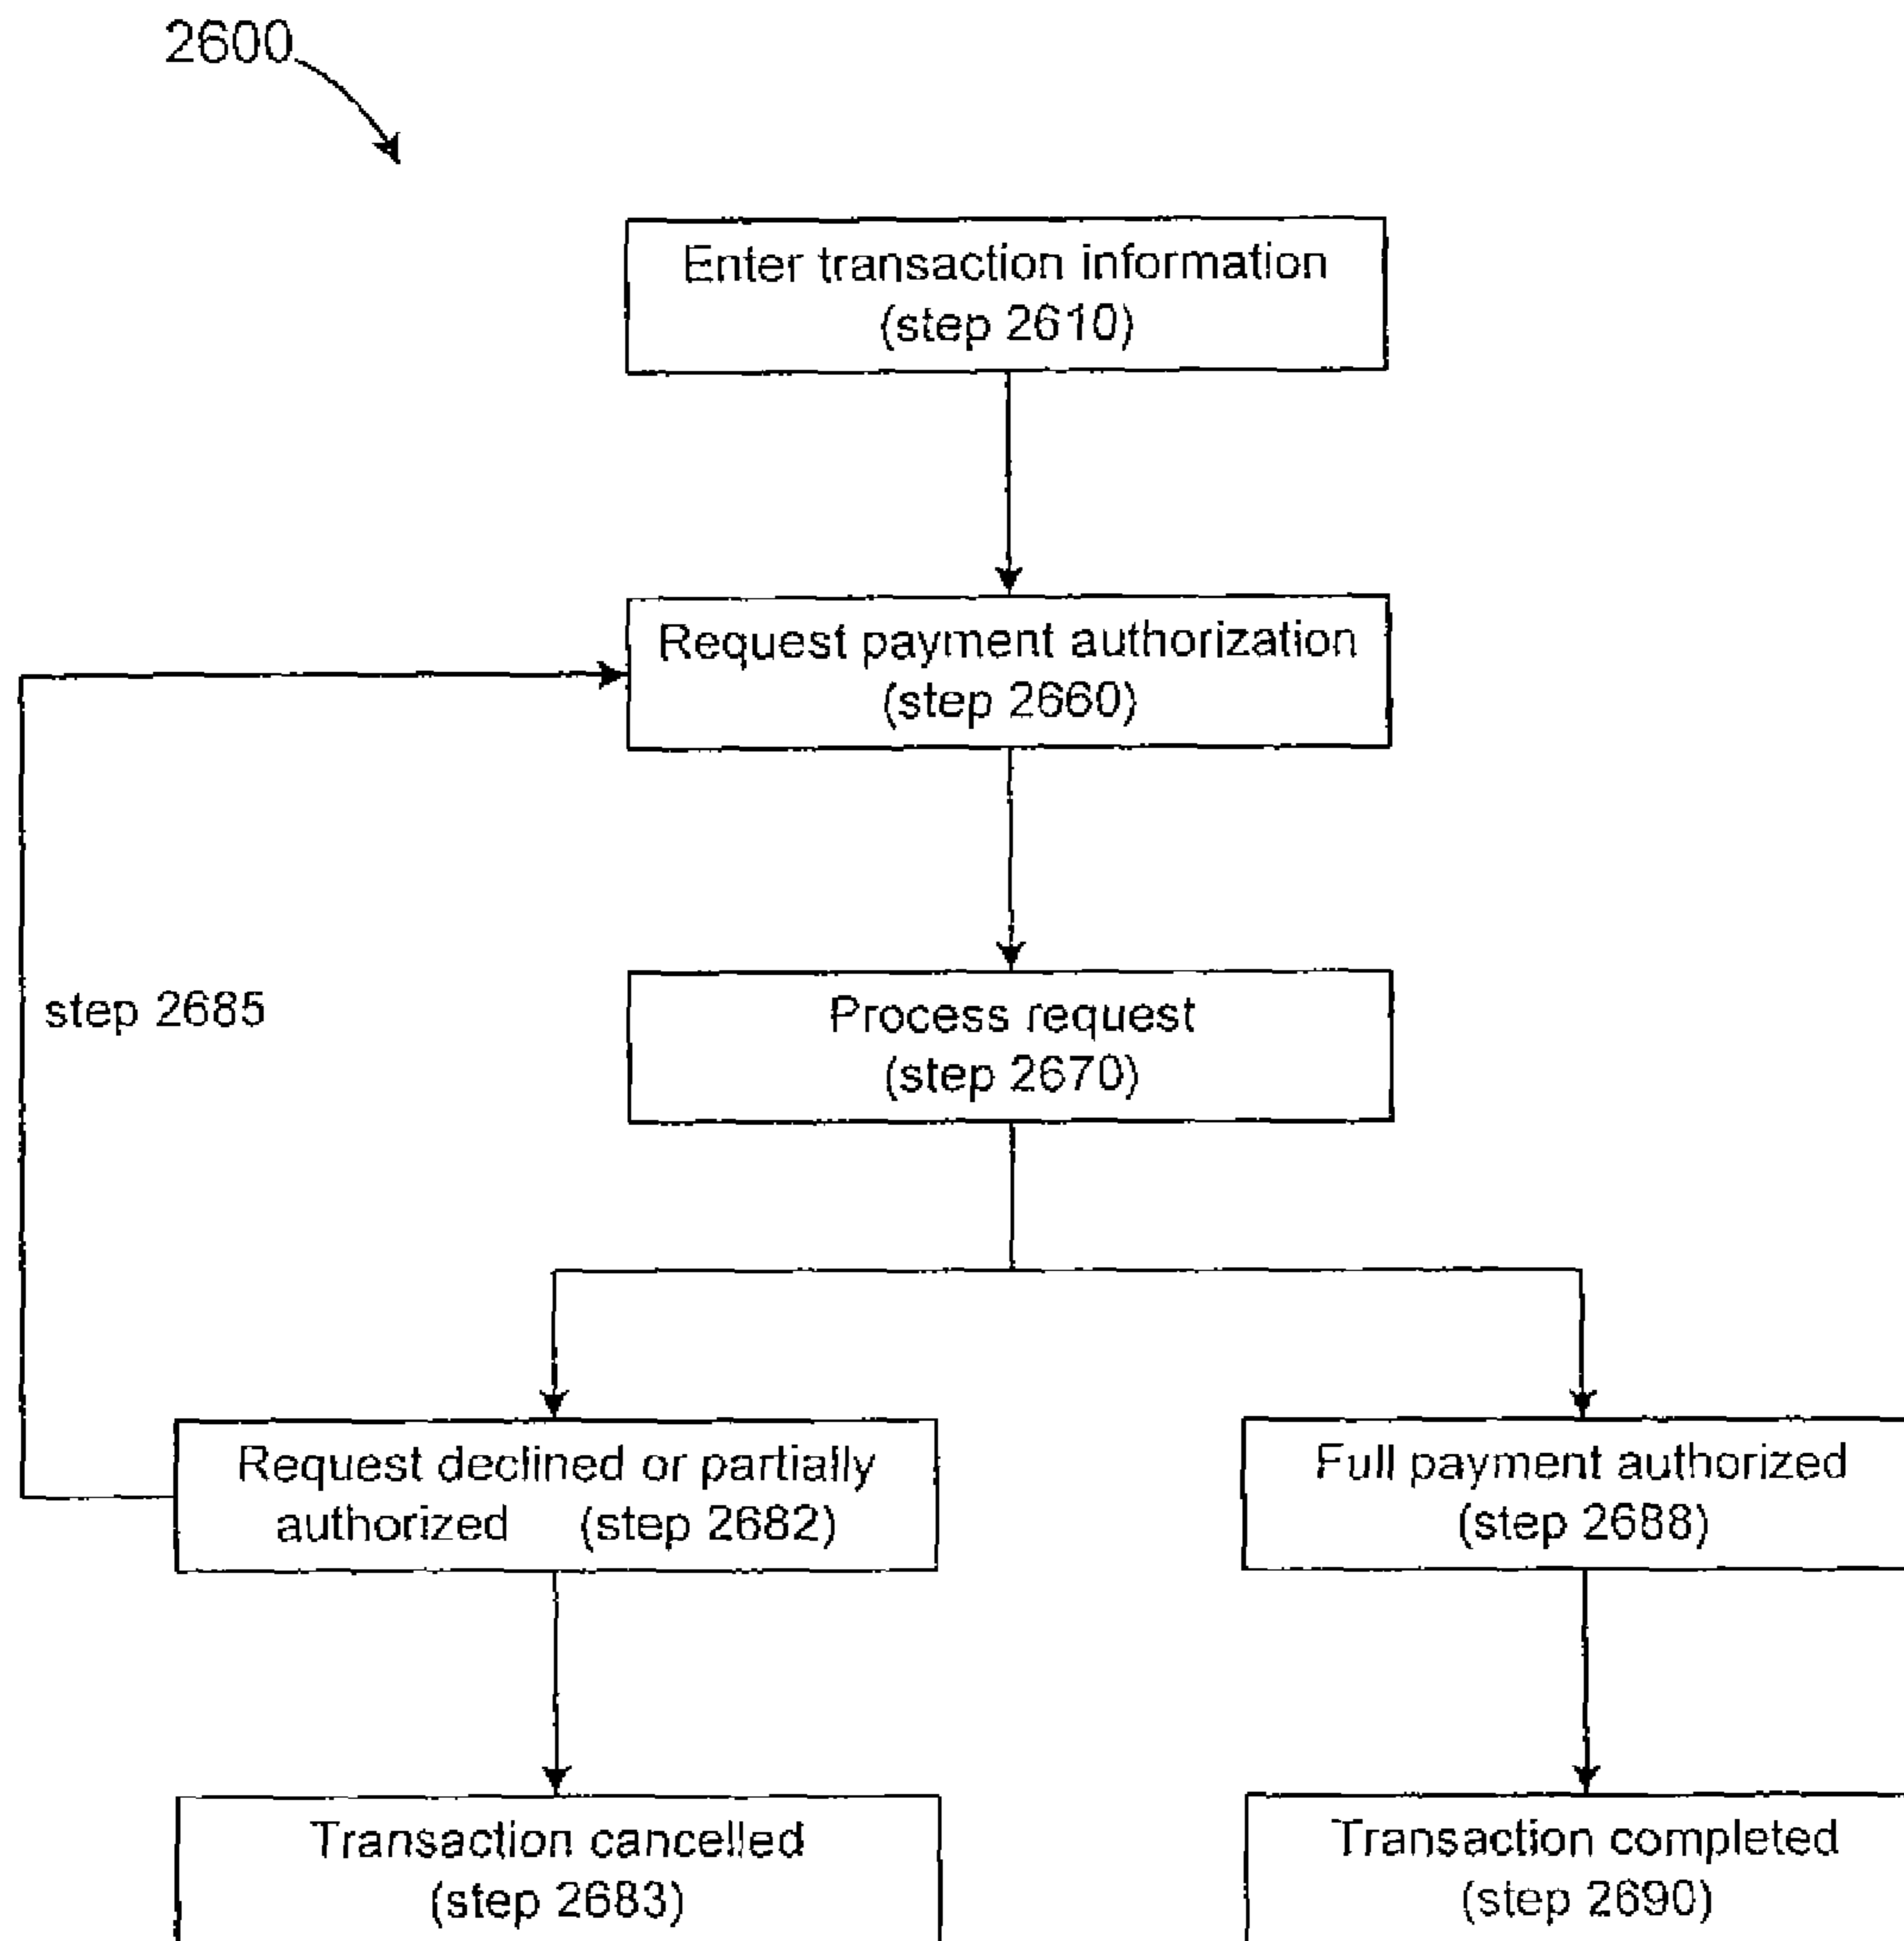 2600
Enter transaction information
(step 2610)
Request payment authorization
(step 2660)
Process request
(step 2670)
step 2685
Request declined or partially
authorized (step 2682)
Full payment authorized
(step 2688)
Transaction cancelled
(step 2683)
Transaction completed
(step 2690)